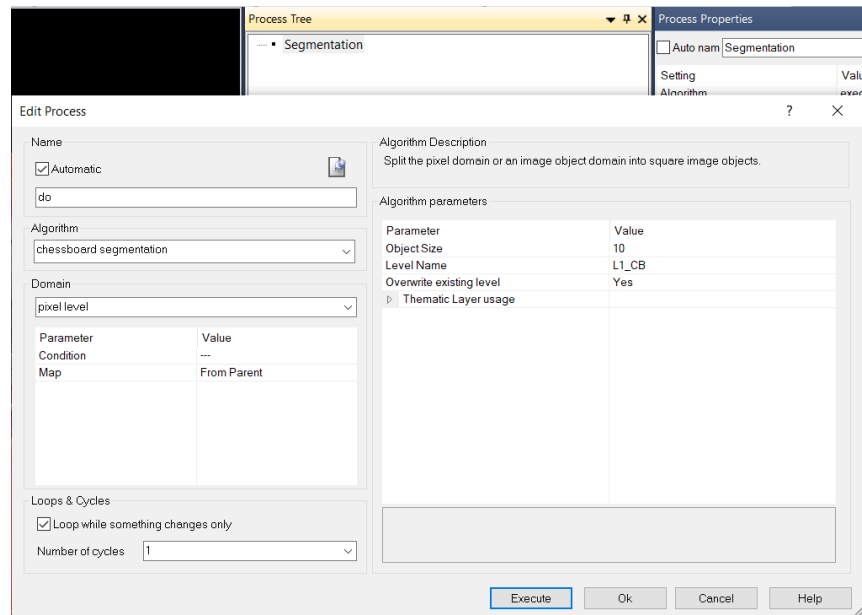 Process Tree
Process Properties
Segmentation
Auto nam Segmentation
Setting Valu
Algorithm exec
Edit Process ?
Name
Automatic
do
Algorithm
chessboard segmentation
Domain
pixel level
Parameter Value
Condition ---
Map From Parent
Loops & Cycles
Loop while something changes only
Number of cycles 1
Algorithm Description
Split the pixel domain or an image object domain into square image objects.
Algorithm parameters
Parameter Value
Object Size 10
Level Name L1_CB
Overwrite existing level Yes
Thematic Layer usage
Execute Ok Cancel Help